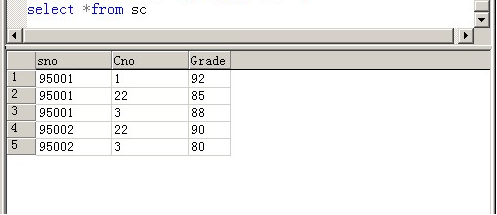 select *from sc
sno Cno Grade
1 95001 1 92
2 95001 22 85
3 95001 3 88
4 95002 22 90
5 95002 3 80